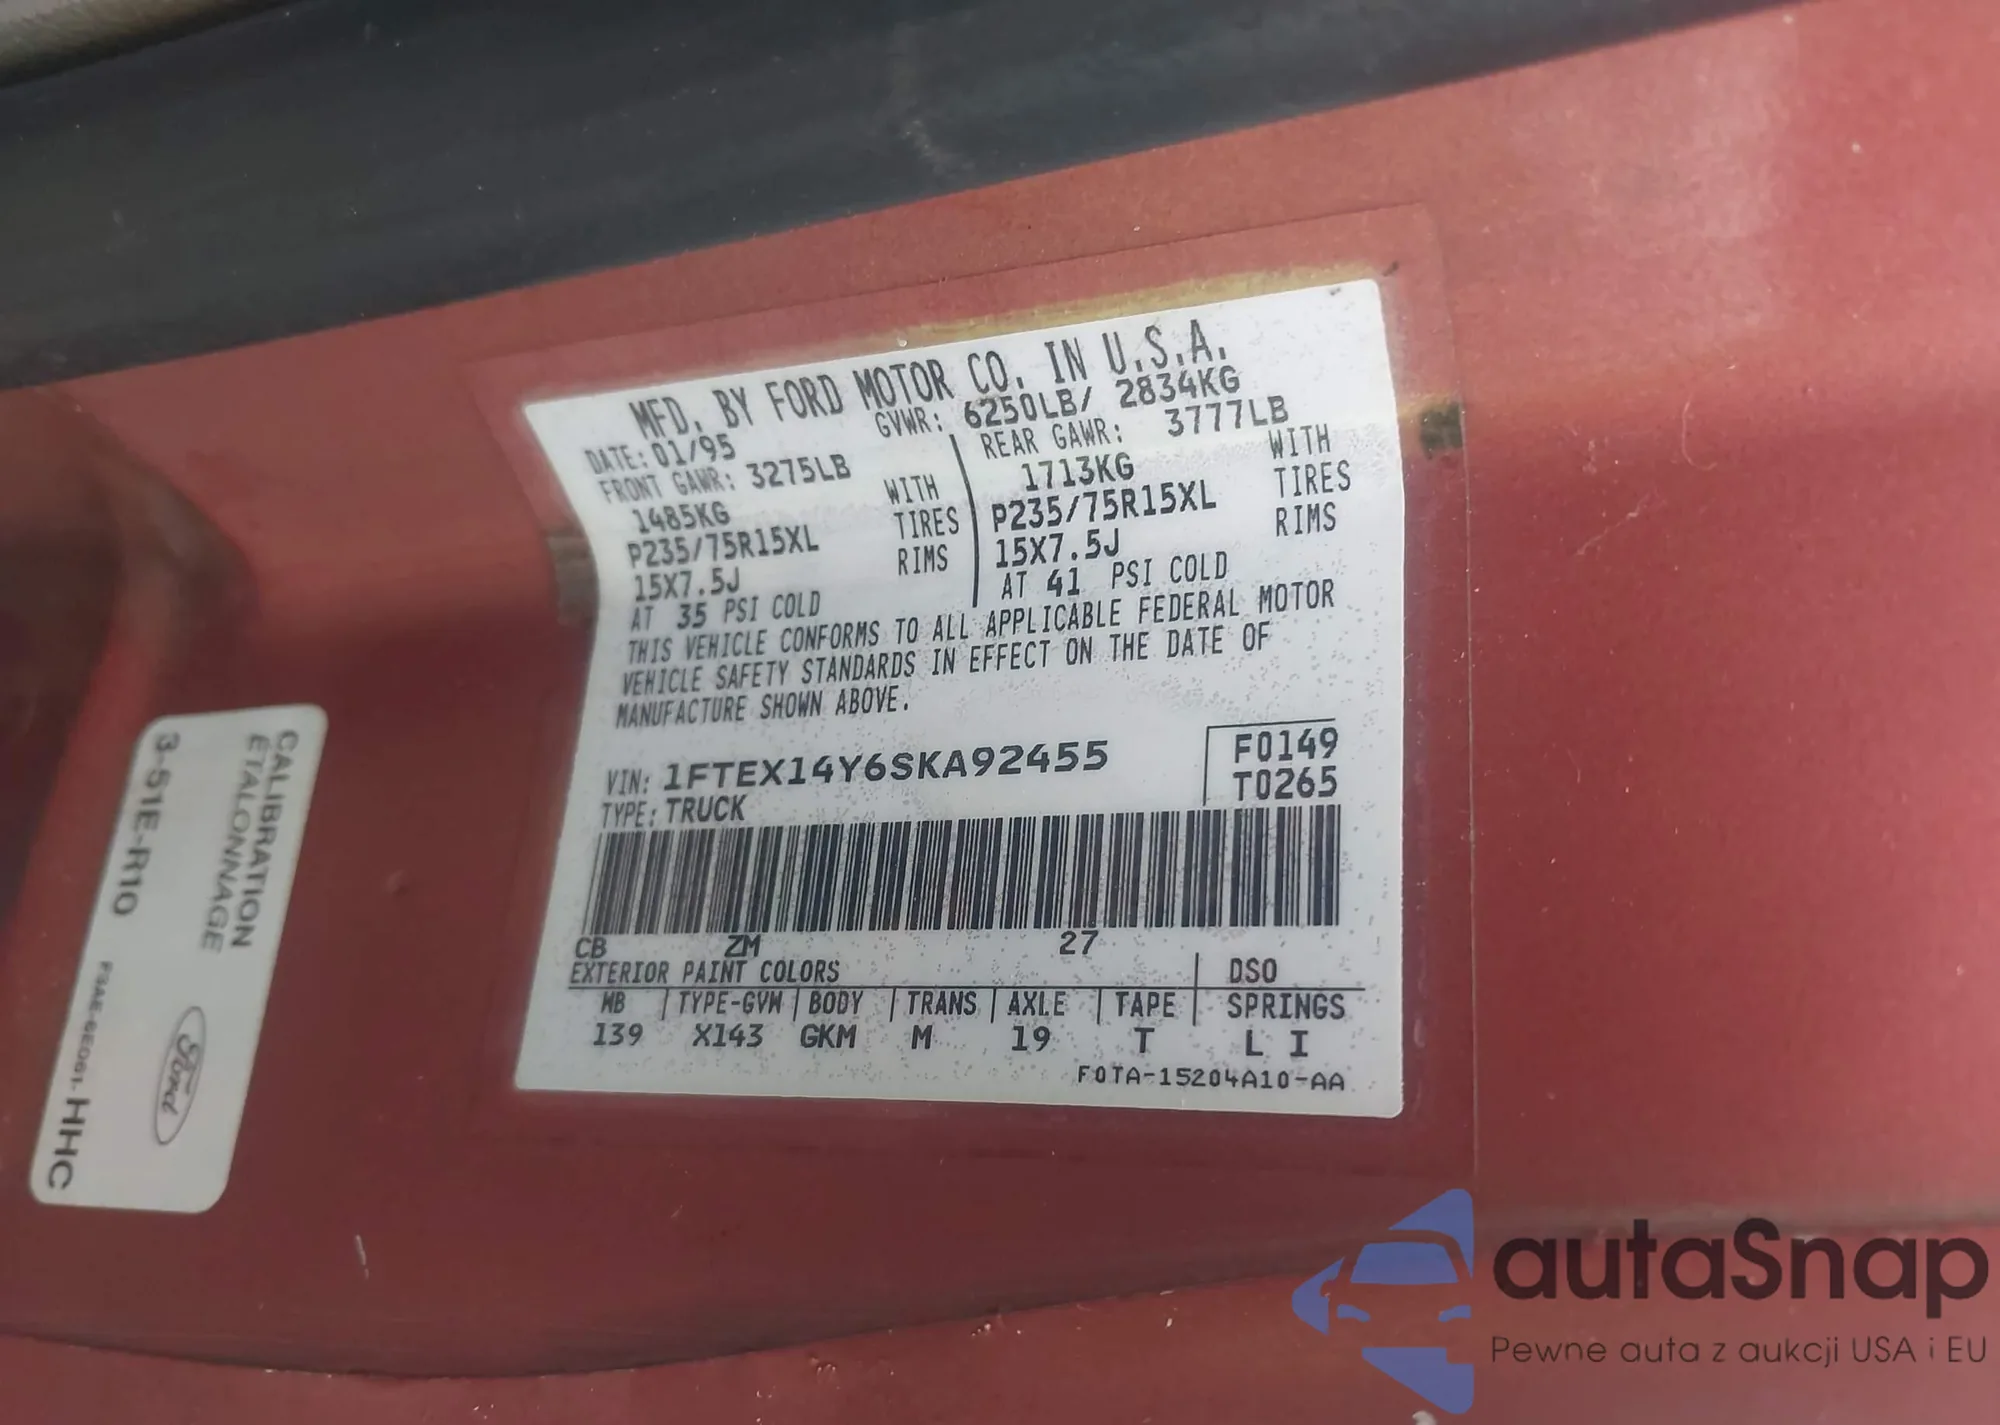 MFD. BY FORD MOTOR CO. IN U.S.A.
DATE: 01/95 GVWR: 6250LB/ 2834KG
FRONT GAWR: 3275LB REAR GAWR: 3777LB
1485KG WITH 1713KG WITH
P235/75R15XL TIRES P235/75R15XL TIRES
15X7.5J RIMS 15X7.5J RIMS
AT 35 PSI COLD AT 41 PSI COLD
THIS VEHICLE CONFORMS TO ALL APPLICABLE FEDERAL MOTOR
VEHICLE SAFETY STANDARDS IN EFFECT ON THE DATE OF
MANUFACTURE SHOWN ABOVE.
VIN: 1FTEX14Y6SKA92455 F0149
TYPE: TRUCK T0265
CB ZM 27
EXTERIOR PAINT COLORS DSO
WB TYPE-GVW BODY TRANS AXLE TAPE SPRINGS
139 X143 GKM M 19 T L I
F0TA-15204A10-AA
CALIBRATION
ÉTALONNAGE
Ford
3-51E-R10
F3AE-6E061-HHC
autaSnap
Pewne auta z aukcji USA i EU